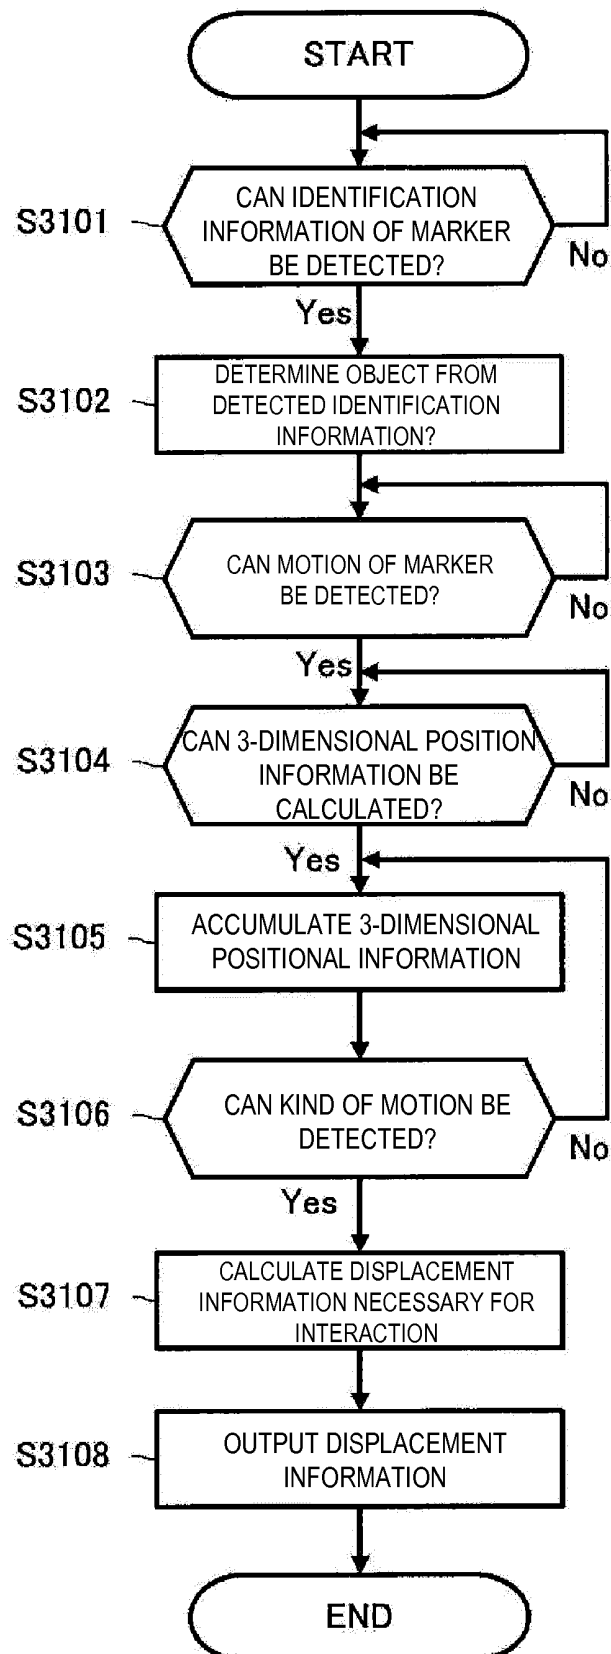 START
S3101
CAN IDENTIFICATION
INFORMATION OF MARKER
BE DETECTED?
No
Yes
S3102
DETERMINE OBJECT FROM
DETECTED IDENTIFICATION
INFORMATION?
S3103
CAN MOTION OF MARKER
BE DETECTED?
No
Yes
S3104
CAN 3-DIMENSIONAL POSITION
INFORMATION BE
CALCULATED?
No
Yes
S3105
ACCUMULATE 3-DIMENSIONAL
POSITIONAL INFORMATION
S3106
CAN KIND OF MOTION BE
DETECTED?
No
Yes
S3107
CALCULATE DISPLACEMENT
INFORMATION NECESSARY FOR
INTERACTION
S3108
OUTPUT DISPLACEMENT
INFORMATION
END